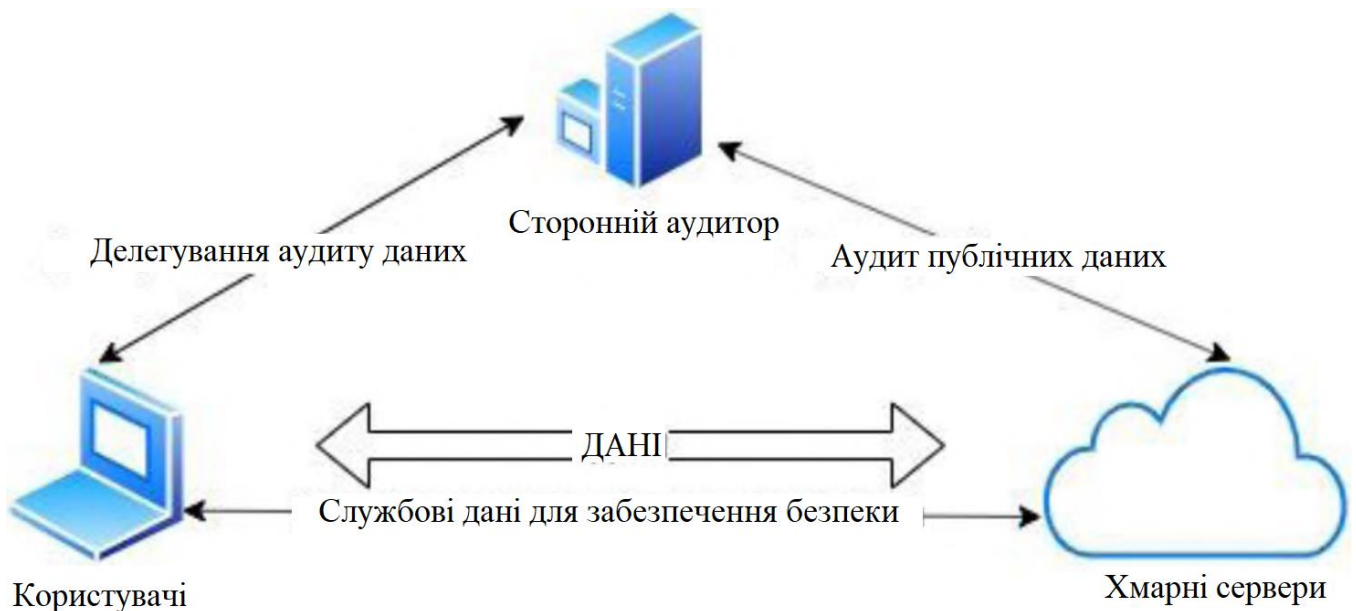 Сторонній аудитор
Делегування аудиту даних
Аудит публічних даних
ДАНІ
Службові дані для забезпечення безпеки
Користувачі
Хмарні сервери